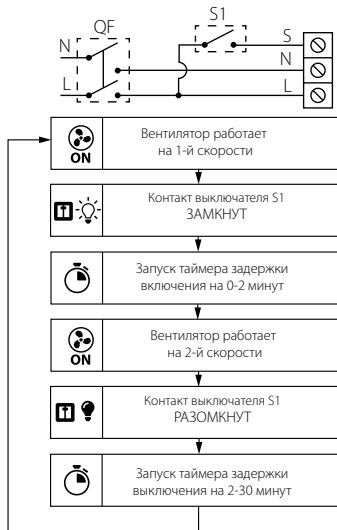 S1
QF
S
N
N
L
L
ON
Вентилятор работает
на 1-й скорости
Контакт выключателя S1
ЗАМКНУТ
Запуск таймера задержки
включения на 0-2 минут
ON
Вентилятор работает
на 2-й скорости
Контакт выключателя S1
РАЗОМКНУТ
Запуск таймера задержки
выключения на 2-30 минут